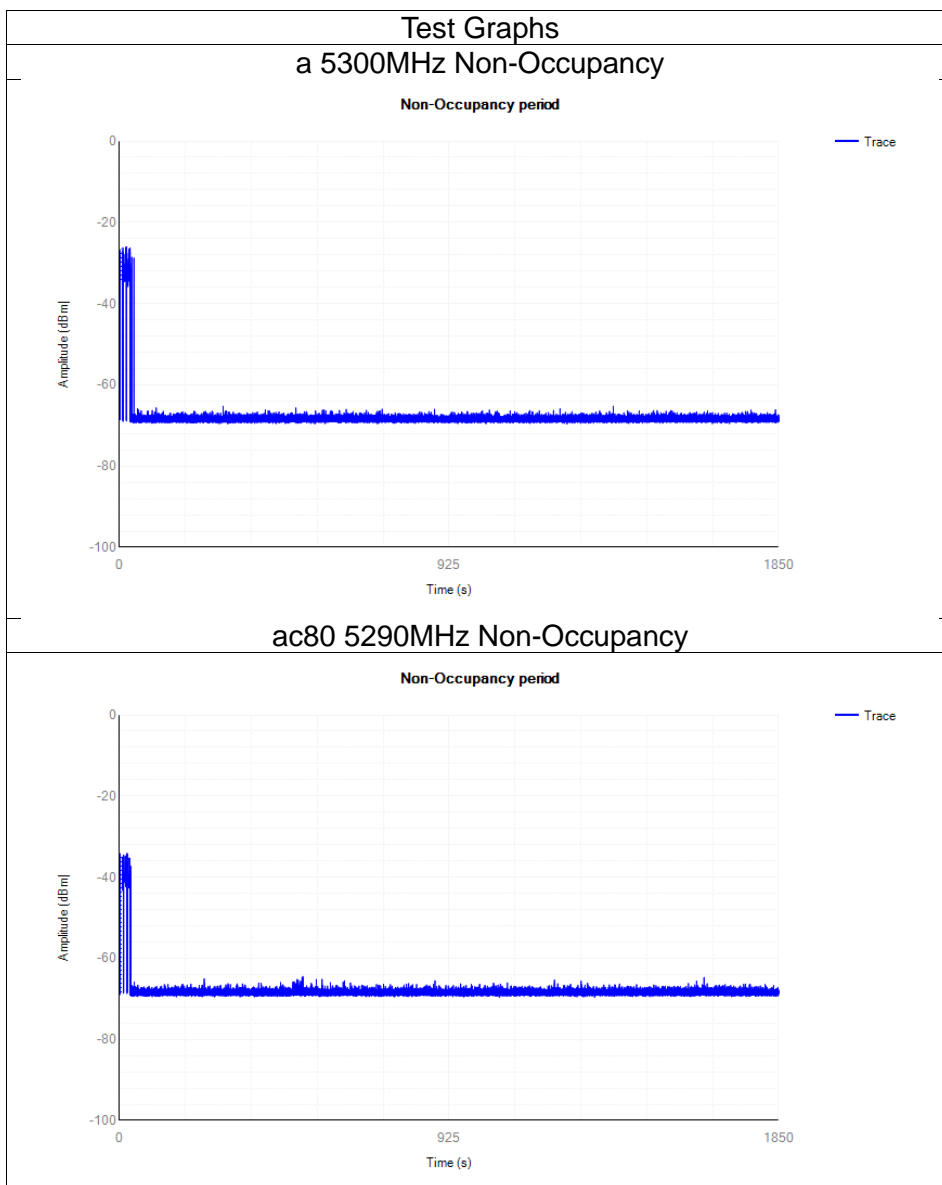 Test Graphs
a 5300MHz Non-Occupancy
Non-Occupancy period
Trace
0
-20
-40
-60
-80
-100
Amplitude (dBm)
0
925
1850
Time (s)
ac80 5290MHz Non-Occupancy
Non-Occupancy period
Trace
0
-20
-40
-60
-80
-100
Amplitude (dBm)
0
925
1850
Time (s)